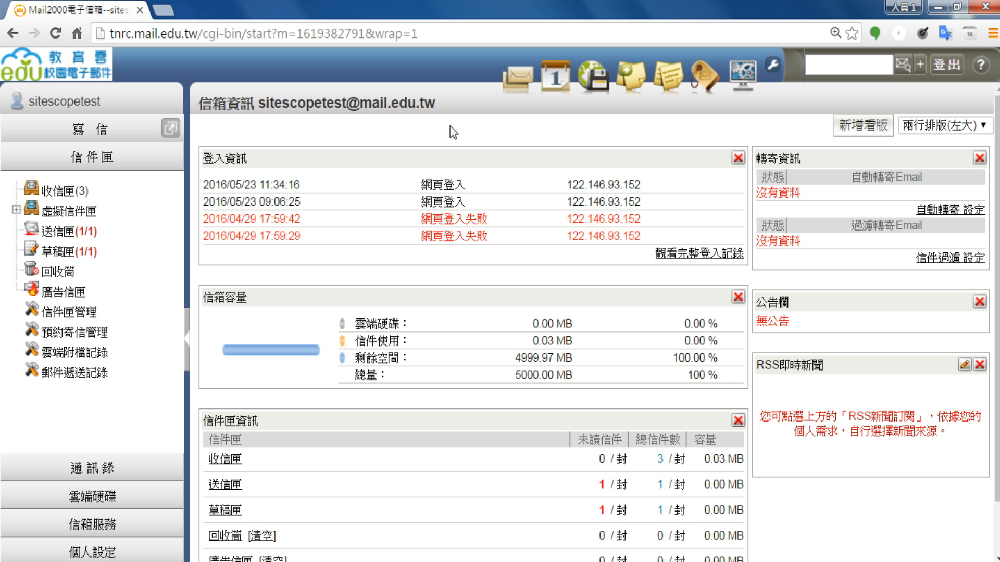 Mail2000電子信箱--sites
人員1
tnrc.mail.edu.tw/cgi-bin/start?m=1619382791&wrap=1
教育雲
edu校園電子郵件
登出
sitescopetest
信箱資訊 sitescopetest@mail.edu.tw
寫 信
新增看版
兩行排版(左大)
信件匣
收信匣(3)
虛擬信件匣
送信匣(1/1)
草稿匣(1/1)
回收筒
廣告信匣
信件匣管理
預約寄信管理
雲端附檔記錄
郵件遞送記錄
通訊錄
雲端硬碟
信箱服務
個人設定
登入資訊
2016/05/23 11:34:16 網頁登入 122.146.93.152
2016/05/23 09:06:25 網頁登入 122.146.93.152
2016/04/29 17:59:42 網頁登入失敗 122.146.93.152
2016/04/29 17:59:29 網頁登入失敗 122.146.93.152
觀看完整登入記錄
信箱容量
雲端硬碟： 0.00 MB 0.00 %
信件使用： 0.03 MB 0.00 %
剩餘空間： 4999.97 MB 100.00 %
總量： 5000.00 MB 100 %
信件匣資訊
信件匣 未讀信件 總信件數 容量
收信匣 0 / 封 3 / 封 0.03 MB
送信匣 1 / 封 1 / 封 0.00 MB
草稿匣 1 / 封 1 / 封 0.00 MB
回收筒 [清空] 0 / 封 0 / 封 0.00 MB
廣告信匣 [清空] 0 / 封 0 / 封 0.00 MB
轉寄資訊
狀態 自動轉寄Email
沒有資料
自動轉寄 設定
狀態 過濾轉寄Email
沒有資料
信件過濾 設定
公告欄
無公告
RSS即時新聞
您可點選上方的「RSS新聞訂閱」，依據您的
個人需求，自行選擇新聞來源。